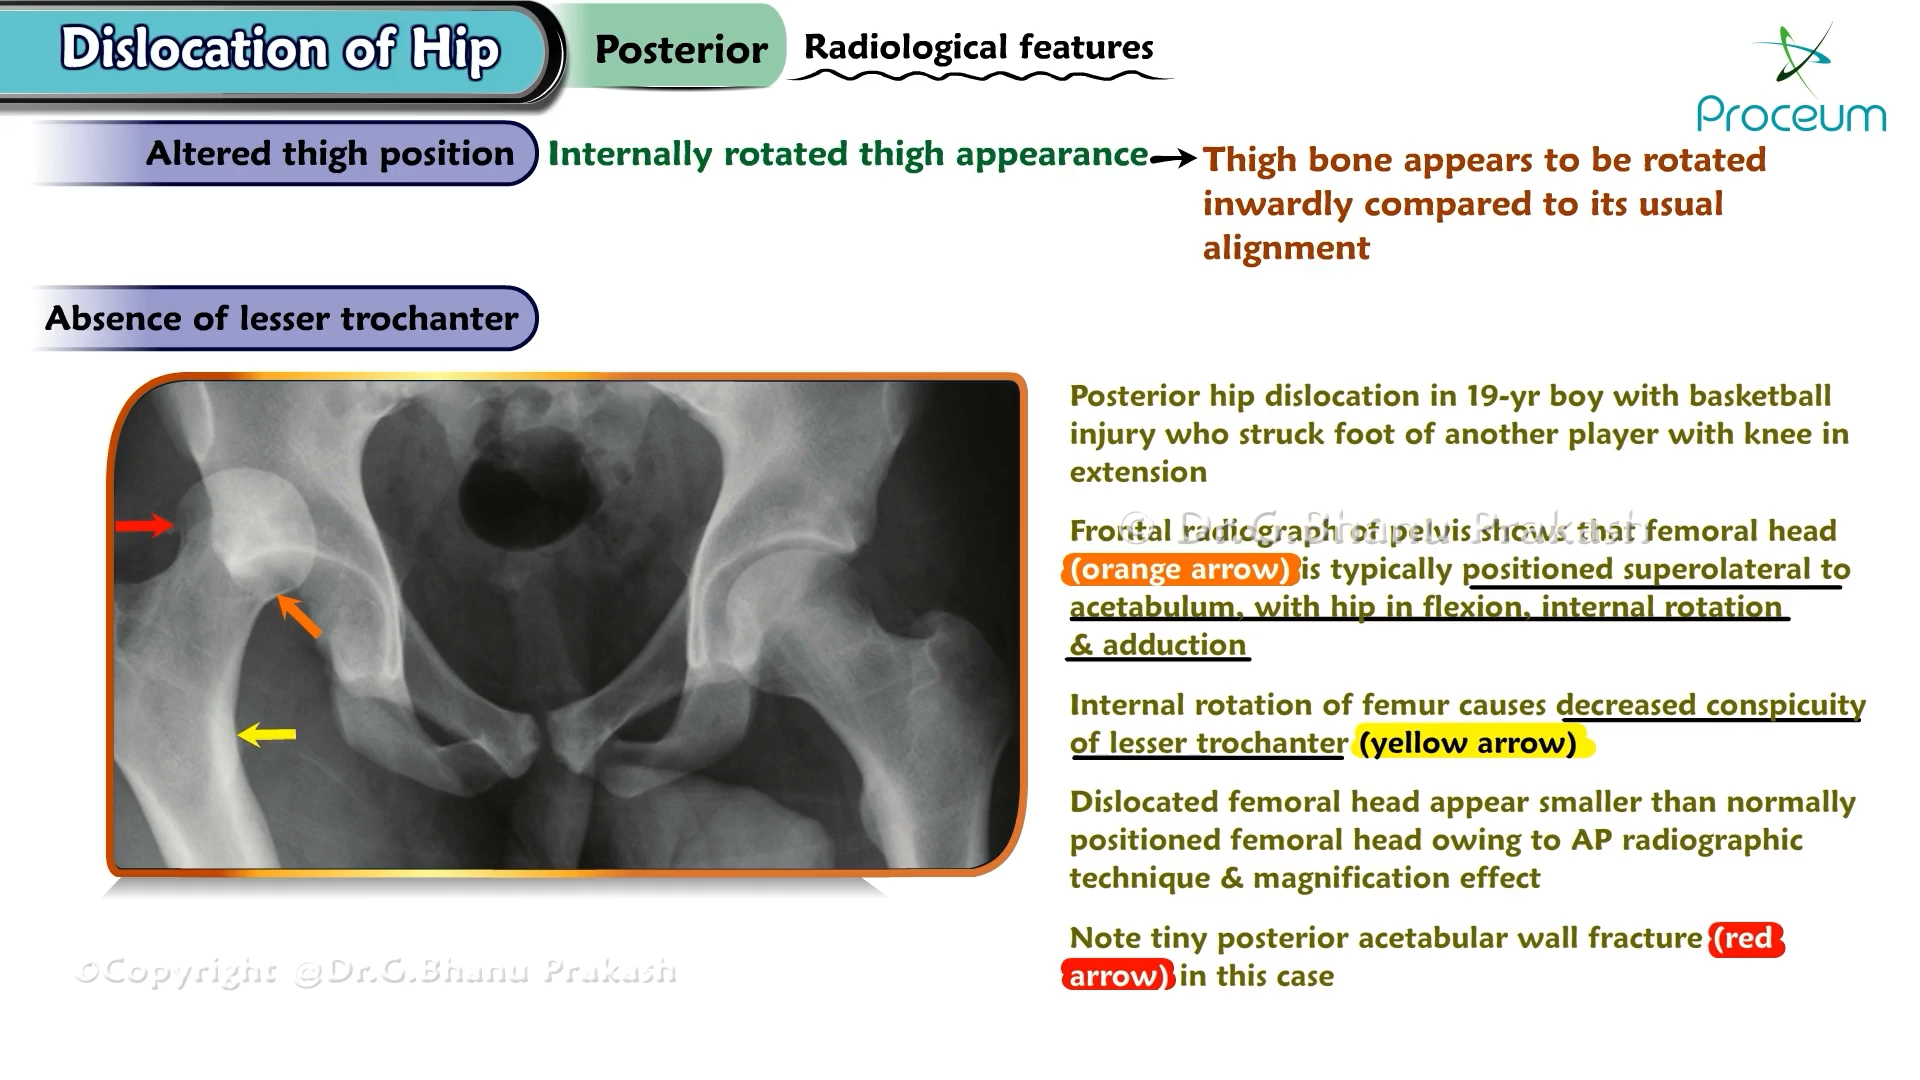 Dislocation of Hip
Posterior
Radiological features
Proceum
Altered thigh position
Internally rotated thigh appearance
Thigh bone appears to be rotated
inwardly compared to its usual
alignment
Absence of lesser trochanter
Posterior hip dislocation in 19-yr boy with basketball
injury who struck foot of another player with knee in
extension
© Dr.G.Bhanu Prakash
Frontal radiograph of pelvis shows that femoral head
(orange arrow) is typically positioned superolateral to
acetabulum, with hip in flexion, internal rotation
& adduction
Internal rotation of femur causes decreased conspicuity
of lesser trochanter (yellow arrow)
Dislocated femoral head appear smaller than normally
positioned femoral head owing to AP radiographic
technique & magnification effect
Note tiny posterior acetabular wall fracture (red
arrow) in this case
©Copyright @Dr.G.Bhanu Prakash